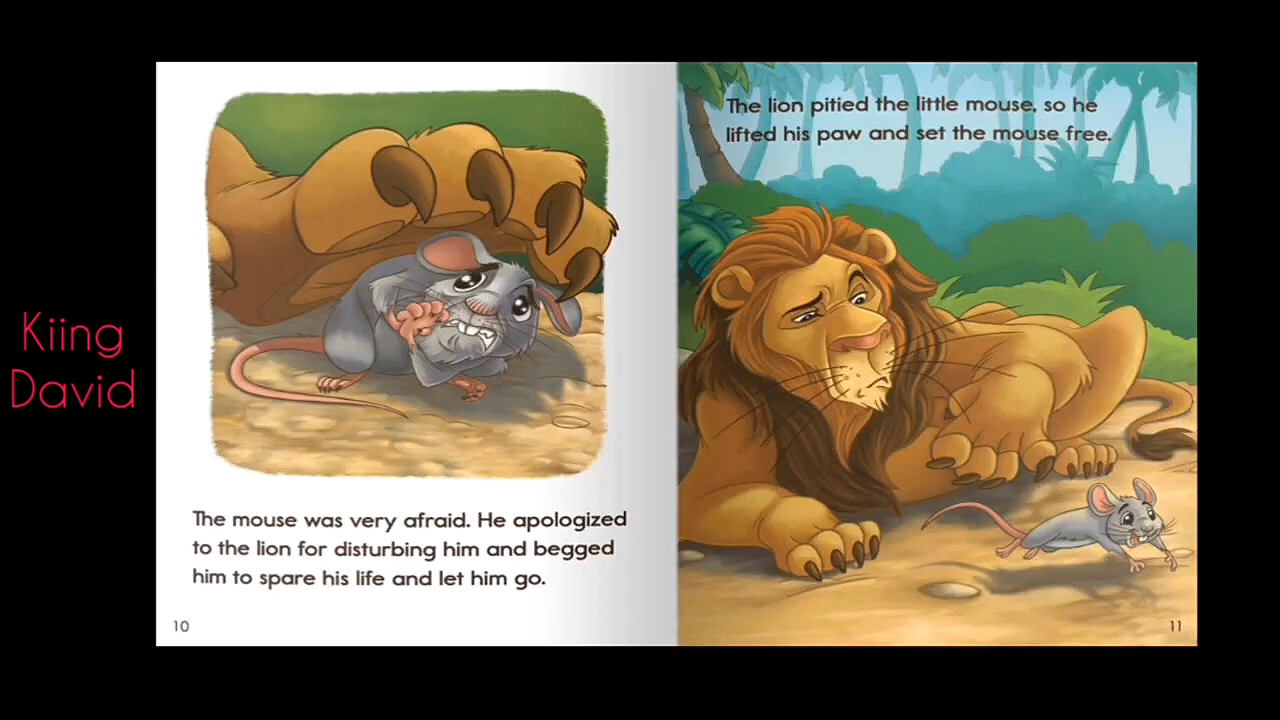 Kiing
David
The mouse was very afraid. He apologized
to the lion for disturbing him and begged
him to spare his life and let him go.
10
The lion pitied the little mouse, so he
lifted his paw and set the mouse free.
11